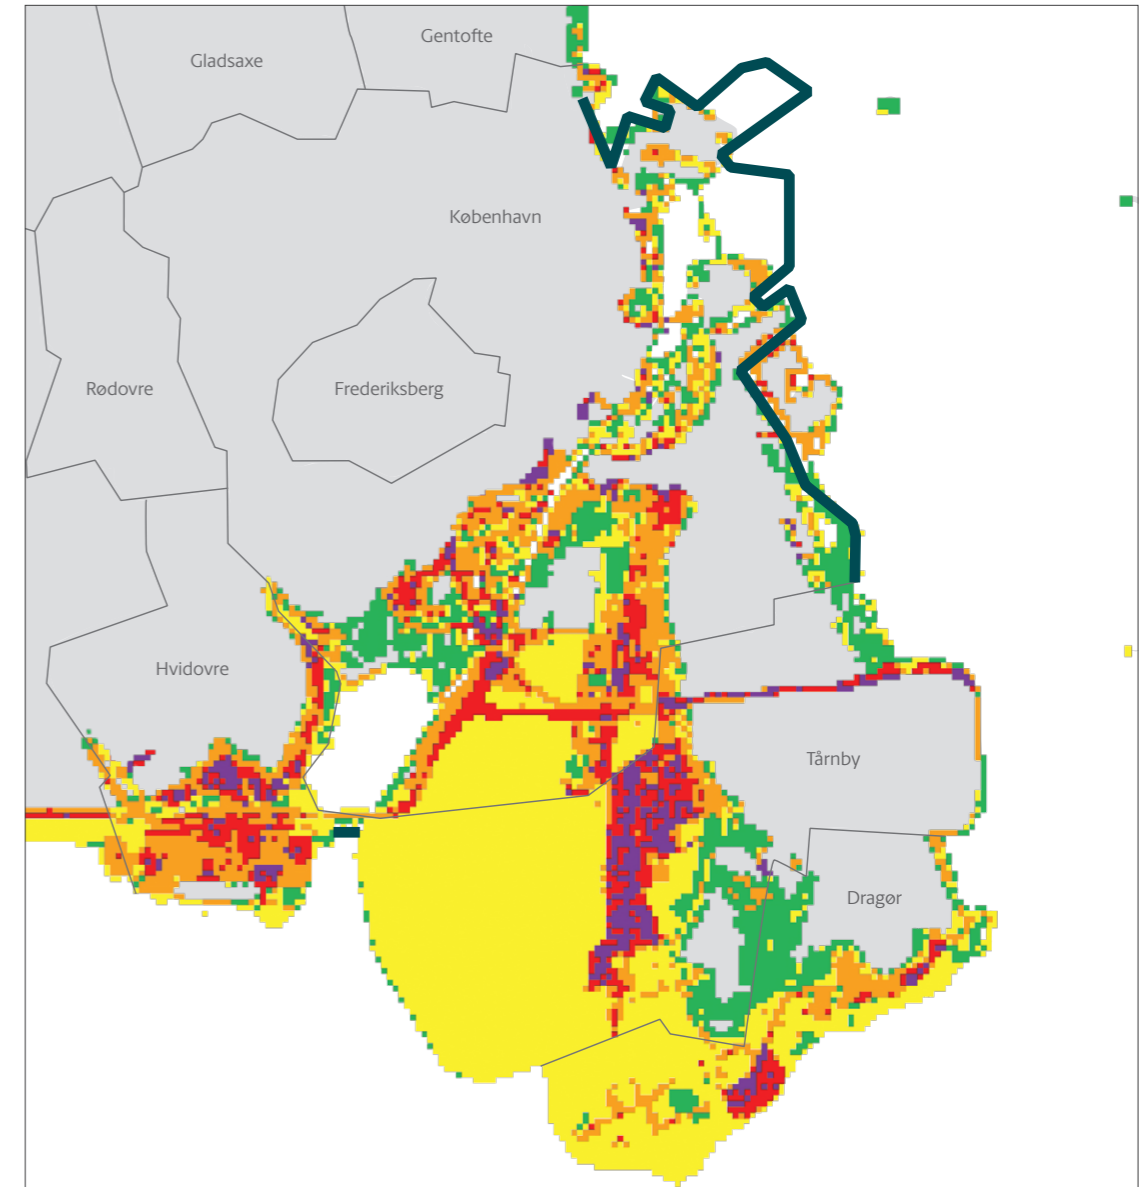 Gentofte
Gladsaxe
København
Rødovre
Frederiksberg
Hvidovre
Tårnby
Dragør